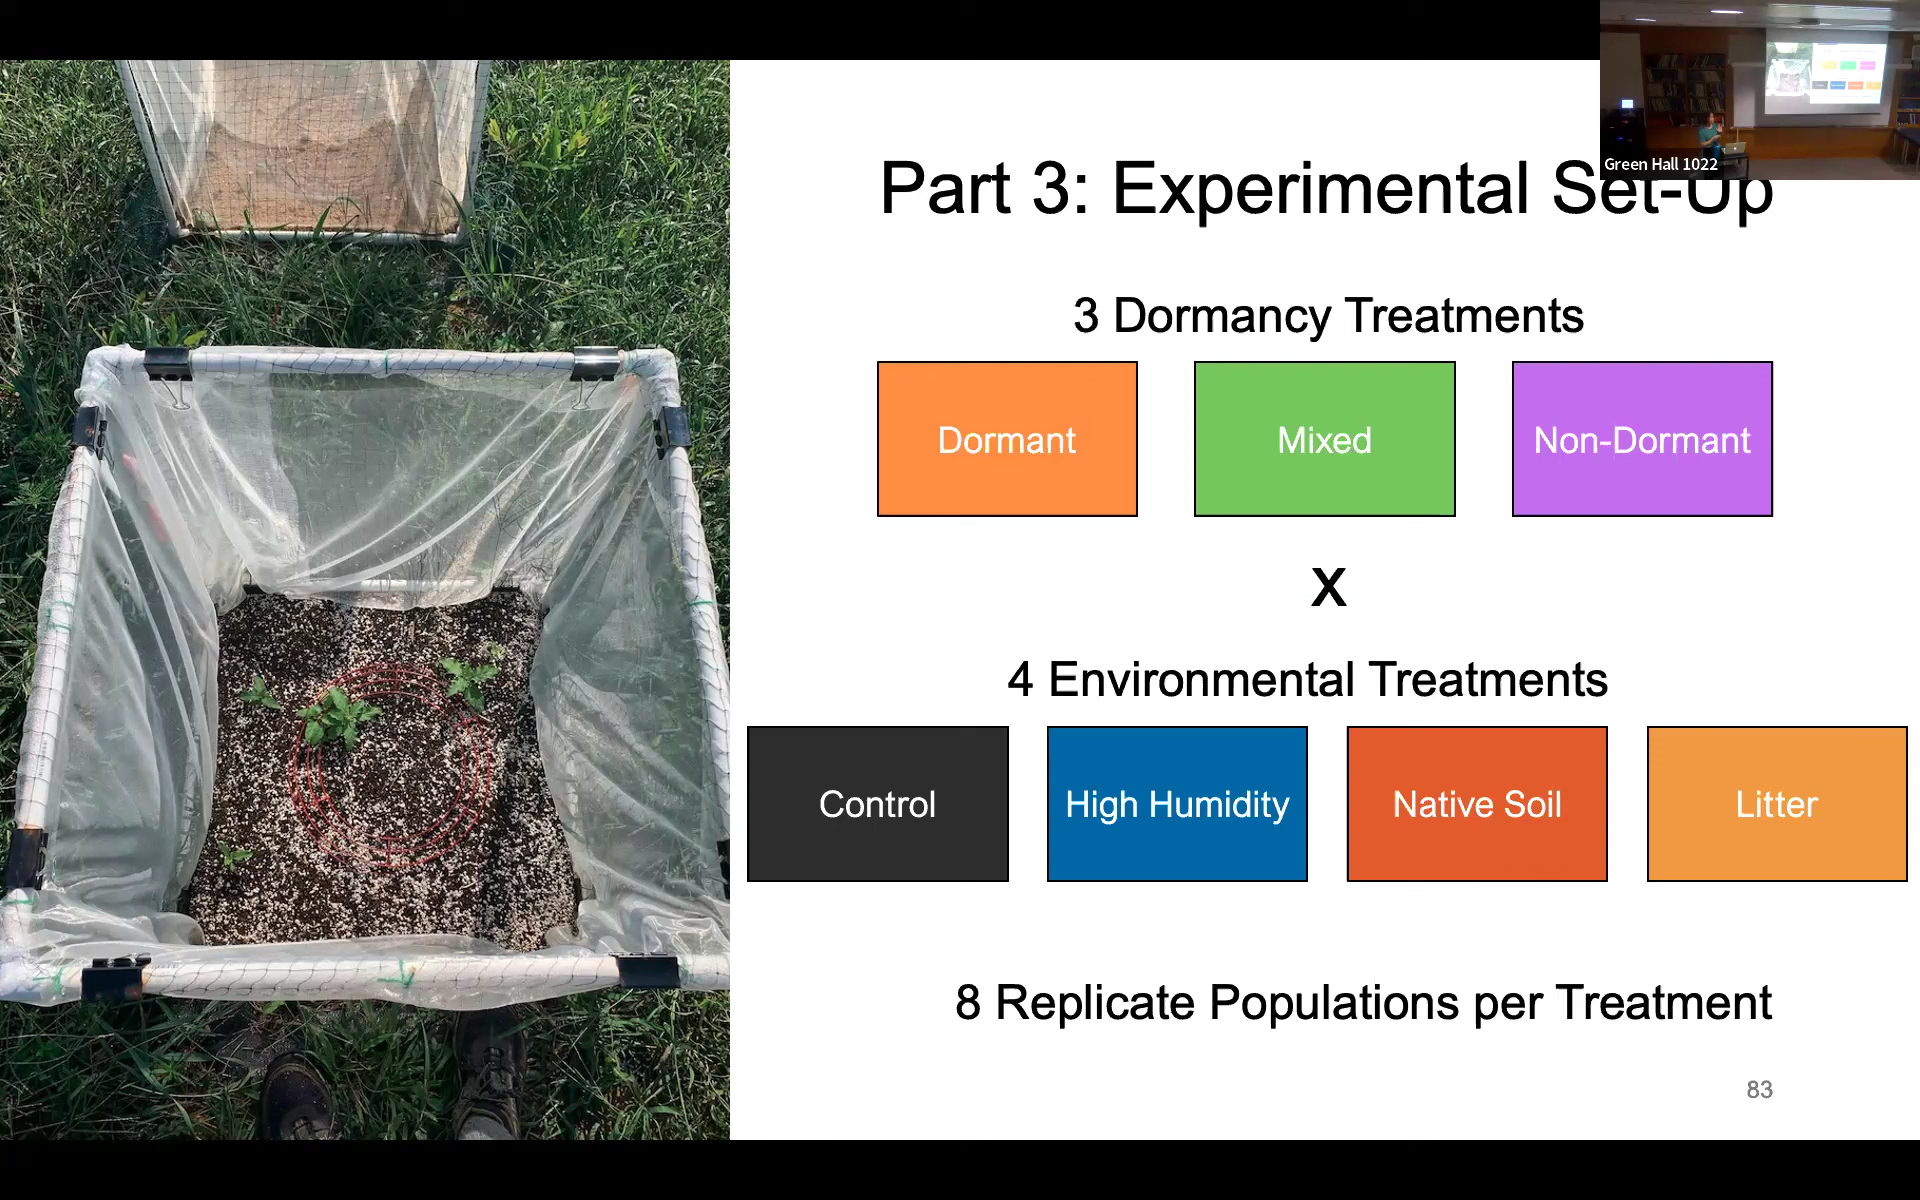 Green Hall 1022
Part 3: Experimental Set-Up
3 Dormancy Treatments
Dormant
Mixed
Non-Dormant
X
4 Environmental Treatments
Control
High Humidity
Native Soil
Litter
8 Replicate Populations per Treatment
83